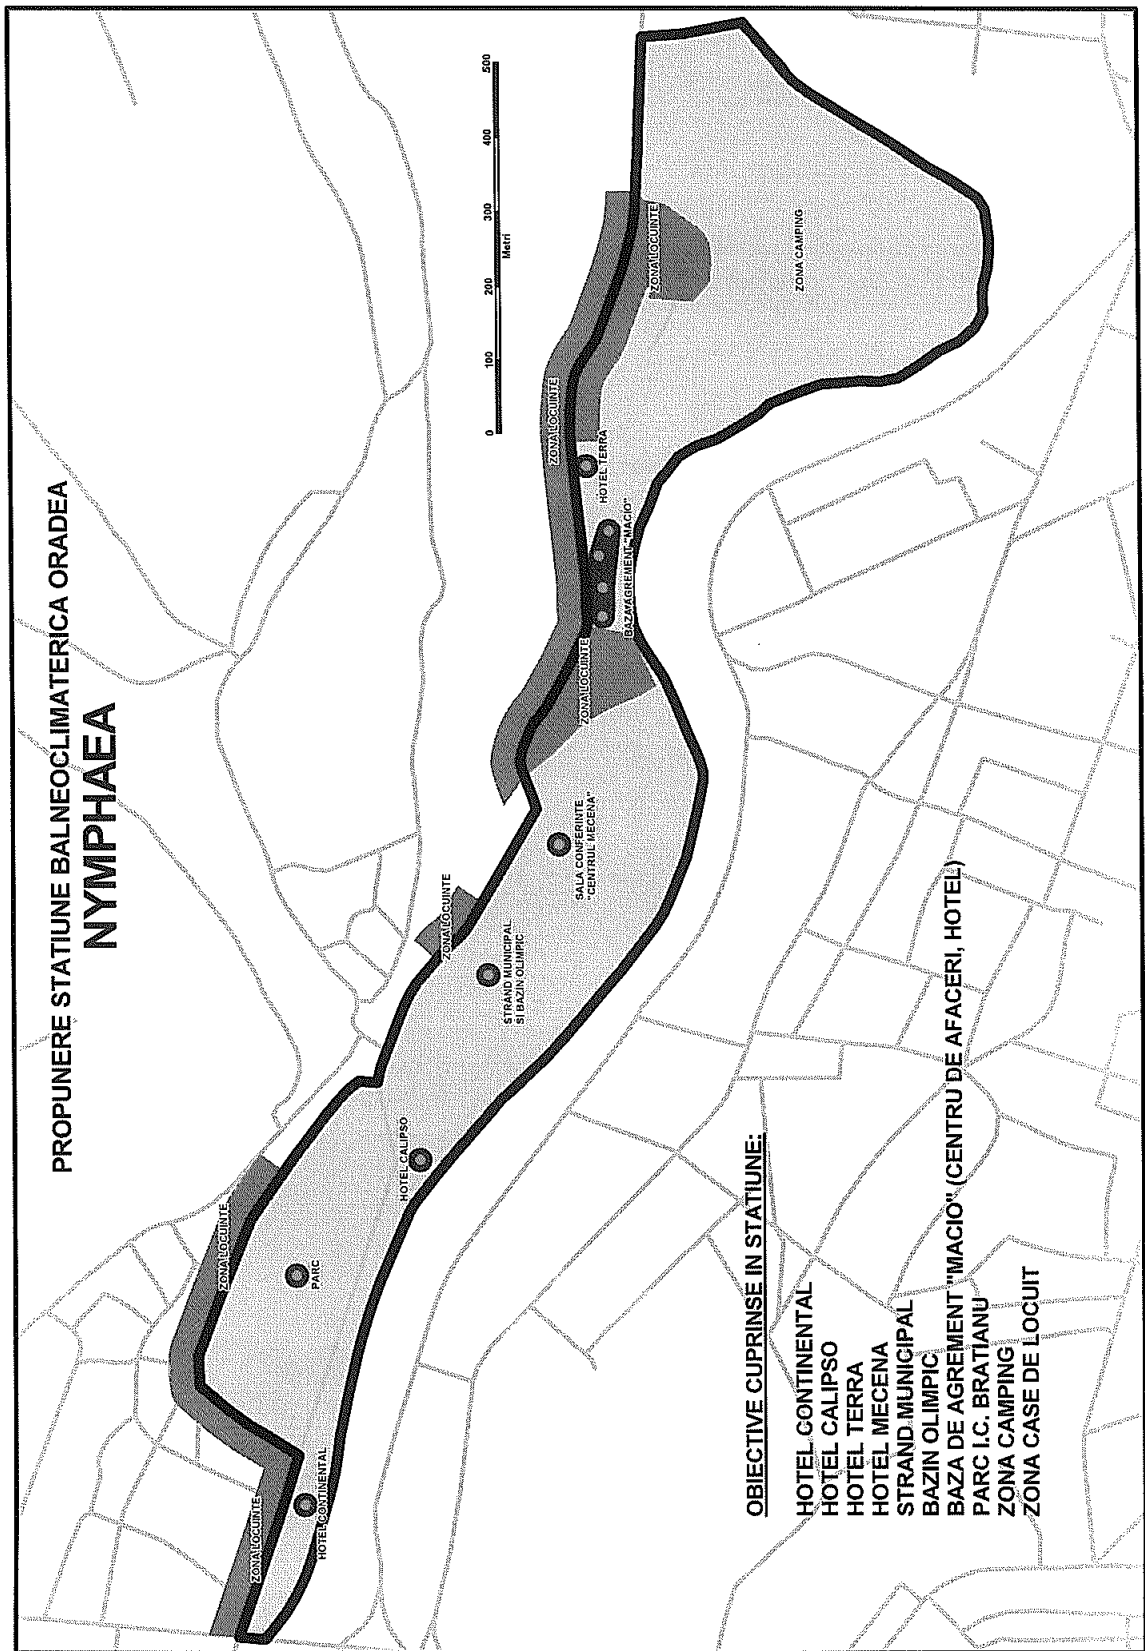 PROPUNERE STATIUNE BALNEOCLIMATERICA ORADEA
NYMPHAEA
0 100 200 300 400 500
Metri
ZONA LOCUINTE
HOTEL CONTINENTAL
ZONA LOCUINTE
PARC
HOTEL CALIPSO
ZONA LOCUINTE
STRAND MUNICIPAL
SI BAZIN OLIMPIC
SALA CONFERINTE
"CENTRUL MECENA"
ZONA LOCUINTE
BAZA AGREMENT "MACIO"
ZONA LOCUINTE
HOTEL TERRA
ZONA LOCUINTE
ZONA CAMPING
OBIECTIVE CUPRINSE IN STATIUNE:
HOTEL CONTINENTAL
HOTEL CALIPSO
HOTEL TERRA
HOTEL MECENA
STRAND MUNICIPAL
BAZIN OLIMPIC
BAZA DE AGREMENT "MACIO" (CENTRU DE AFACERI, HOTEL)
PARC I.C. BRATIANU
ZONA CAMPING
ZONA CASE DE LOCUIT